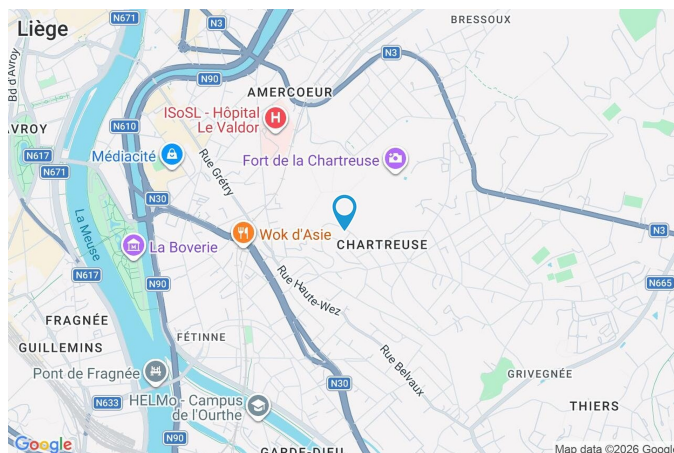 N671
N3
BRESSOUX
Liège
N3
N90
Bd d'Avroy
AMERCOEUR
ISoSL - Hôpital
Le Valdor
H
N610
AVROY
N617
Médiacité
Fort de la Chartreuse
N671
Rue Grétry
N30
La Meuse
Wok d'Asie
CHARTREUSE
N3
La Boverie
N617
N90
Rue Haute-Wez
N665
FRAGNÉE
FÉTINNE
GUILLEMINS
Rue Belvaux
Pont de Fragnée
GRIVEGNÉE
N30
N633
HELMo - Campus
de l'Ourthe
THIERS
N90
GARDE-DIEU
Google
Map data ©2026 Google